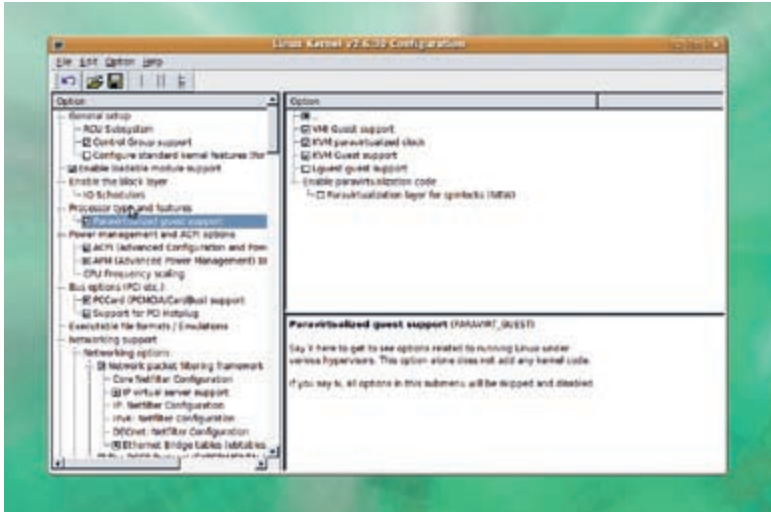 Linux Kernel v2.6.30 Configuration
File Edit Option Help
Option
General setup
RCU Subsystem
Control Group support
Configure standard kernel features (for
Enable loadable module support
Enable the block layer
IO Schedulers
Processor type and features
Paravirtualized guest support
Power management and ACPI options
ACPI (Advanced Configuration and Pow
APM (Advanced Power Management) BI
CPU Frequency scaling
Bus options (PCI etc.)
PCCard (PCMCIA/CardBus) support
Support for PCI Hotplug
Executable file formats / Emulations
Networking support
Networking options
Network packet filtering framework
Core Netfilter Configuration
IP virtual server support
IP: Netfilter Configuration
IPv6: Netfilter Configuration
DECnet: Netfilter Configuration
Ethernet Bridge tables (ebtables
Option
..
VMI Guest support
KVM paravirtualized clock
KVM Guest support
Lguest guest support
Enable paravirtualization code
Paravirtualization layer for spinlocks (NEW)
Paravirtualized guest support (PARAVIRT_GUEST)
Say Y here to get to see options related to running Linux under
various hypervisors. This option alone does not add any kernel code.
If you say N, all options in this submenu will be skipped and disabled